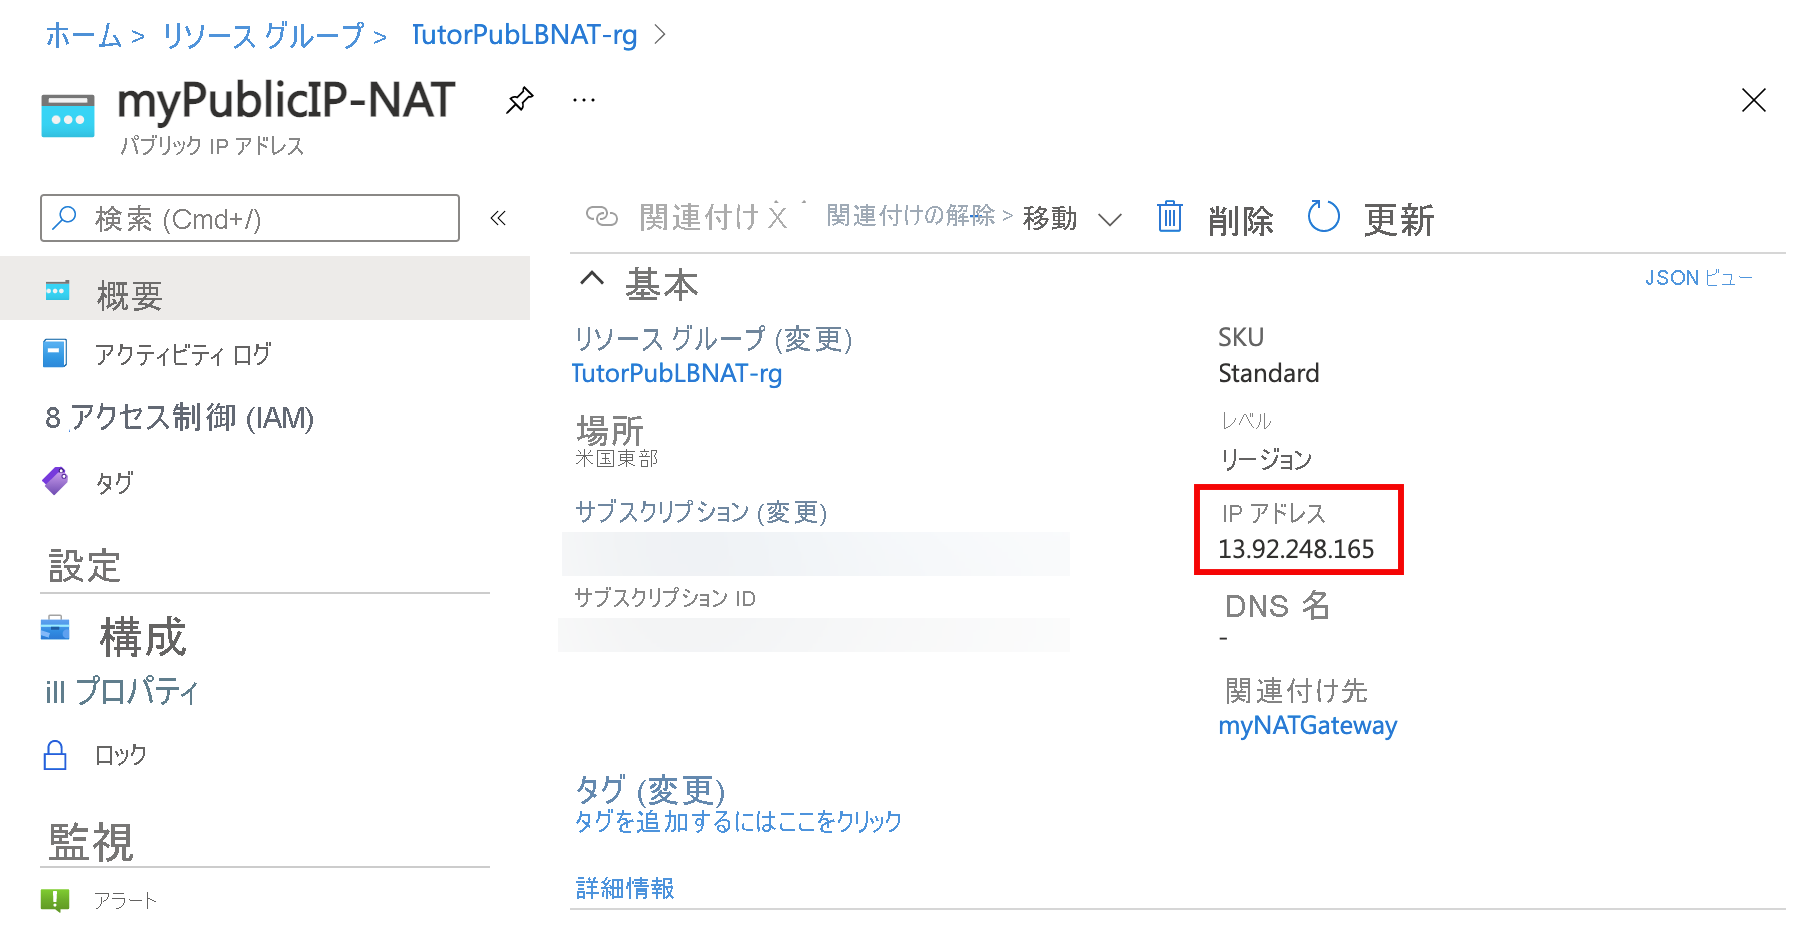 ホーム > リソース グループ > TutorPubLBNAT-rg >
myPublicIP-NAT ...
パブリック IP アドレス
検索 (Cmd+/) «
概要
アクティビティ ログ
8 アクセス制御 (IAM)
タグ
設定
構成
ill プロパティ
ロック
監視
アラート
関連付け X 関連付けの解除 > 移動 削除 更新
基本
JSON ビュー
リソース グループ (変更)
TutorPubLBNAT-rg
場所
米国東部
サブスクリプション (変更)
サブスクリプション ID
SKU
Standard
レベル
リージョン
IP アドレス
13.92.248.165
DNS 名
-
関連付け先
myNATGateway
タグ (変更)
タグを追加するにはここをクリック
詳細情報